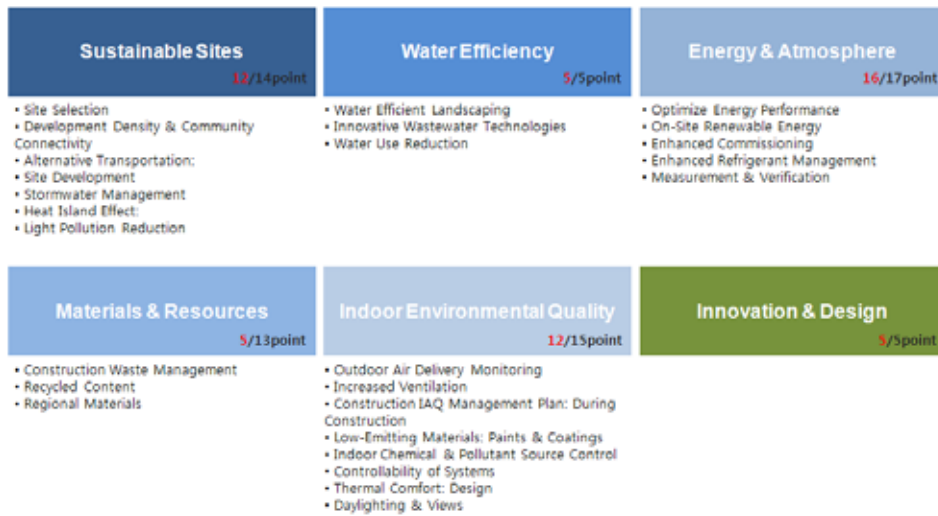 Sustainable Sites
12/14point
• Site Selection
• Development Density & Community
Connectivity
• Alternative Transportation:
• Site Development
• Stormwater Management
• Heat Island Effect:
• Light Pollution Reduction
Water Efficiency
5/5point
• Water Efficient Landscaping
• Innovative Wastewater Technologies
• Water Use Reduction
Energy & Atmosphere
16/17point
• Optimize Energy Performance
• On-Site Renewable Energy
• Enhanced Commissioning
• Enhanced Refrigerant Management
• Measurement & Verification
Materials & Resources
5/13point
• Construction Waste Management
• Recycled Content
• Regional Materials
Indoor Environmental Quality
12/15point
• Outdoor Air Delivery Monitoring
• Increased Ventilation
• Construction IAQ Management Plan: During
Construction
• Low-Emitting Materials: Paints & Coatings
• Indoor Chemical & Pollutant Source Control
• Controllability of Systems
• Thermal Comfort: Design
• Daylighting & Views
Innovation & Design
5/5point